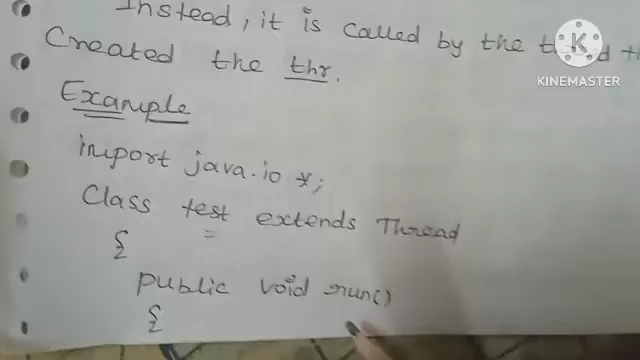 Instead, it is called by the
Created the thr.
Example
import java.io *;
Class test extends Thread
{
public void run()
{
KINEMASTER